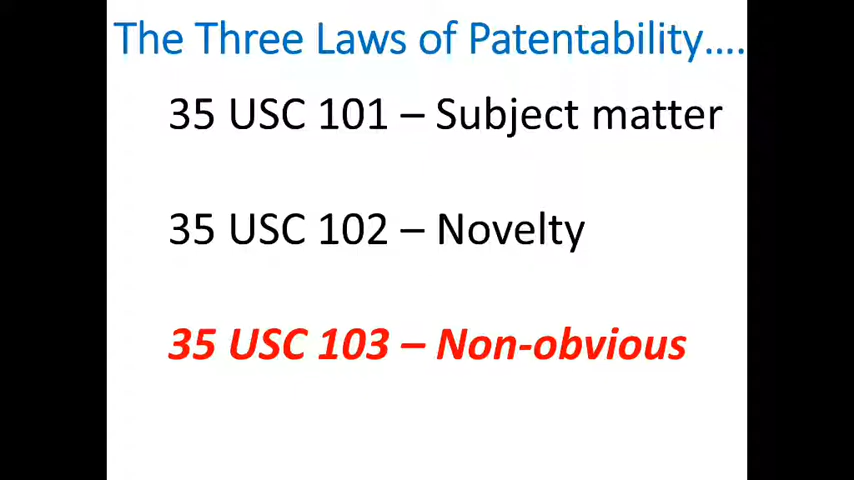 The Three Laws of Patentability....
35 USC 101 – Subject matter
35 USC 102 – Novelty
35 USC 103 – Non-obvious